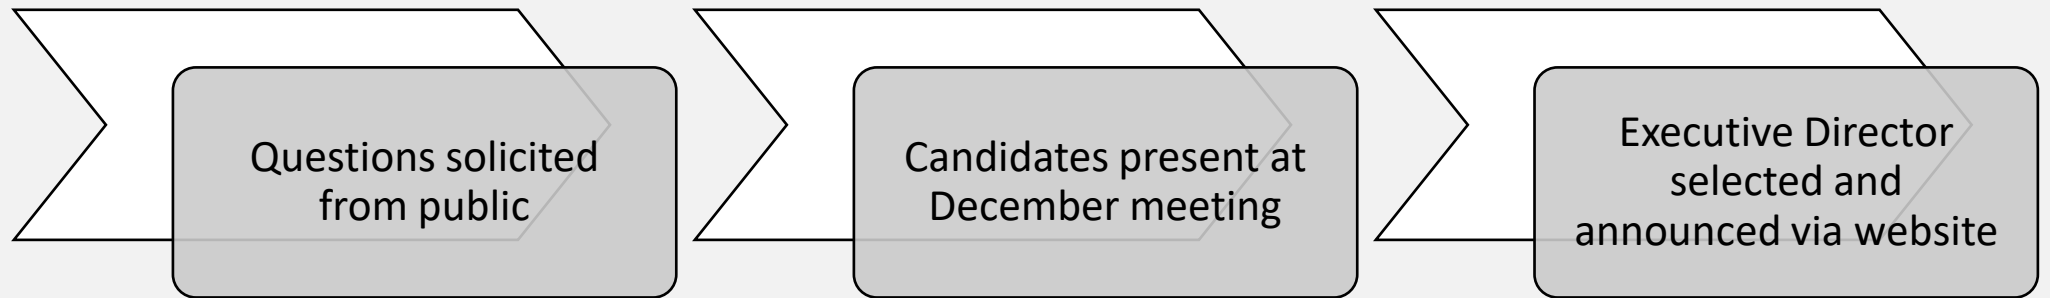 Questions solicited
from public
Candidates present at
December meeting
Executive Director
selected and
announced via website